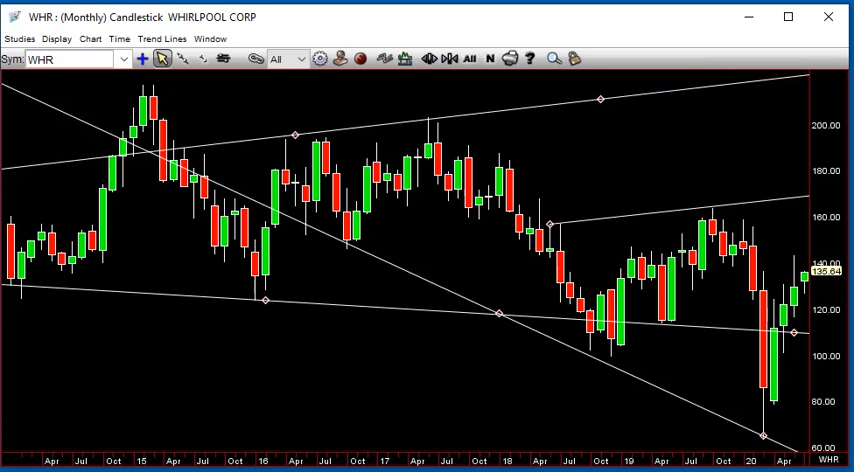 WHR : (Monthly) Candlestick WHIRLPOOL CORP
Studies Display Chart Time Trend Lines Window
Sym: WHR All All N ?
200.00
180.00
160.00
140.00
135.64
120.00
100.00
80.00
60.00
Apr Jul Oct 15 Apr Jul Oct 16 Apr Jul Oct 17 Apr Jul Oct 18 Apr Jul Oct 19 Apr Jul Oct 20 Apr WHR